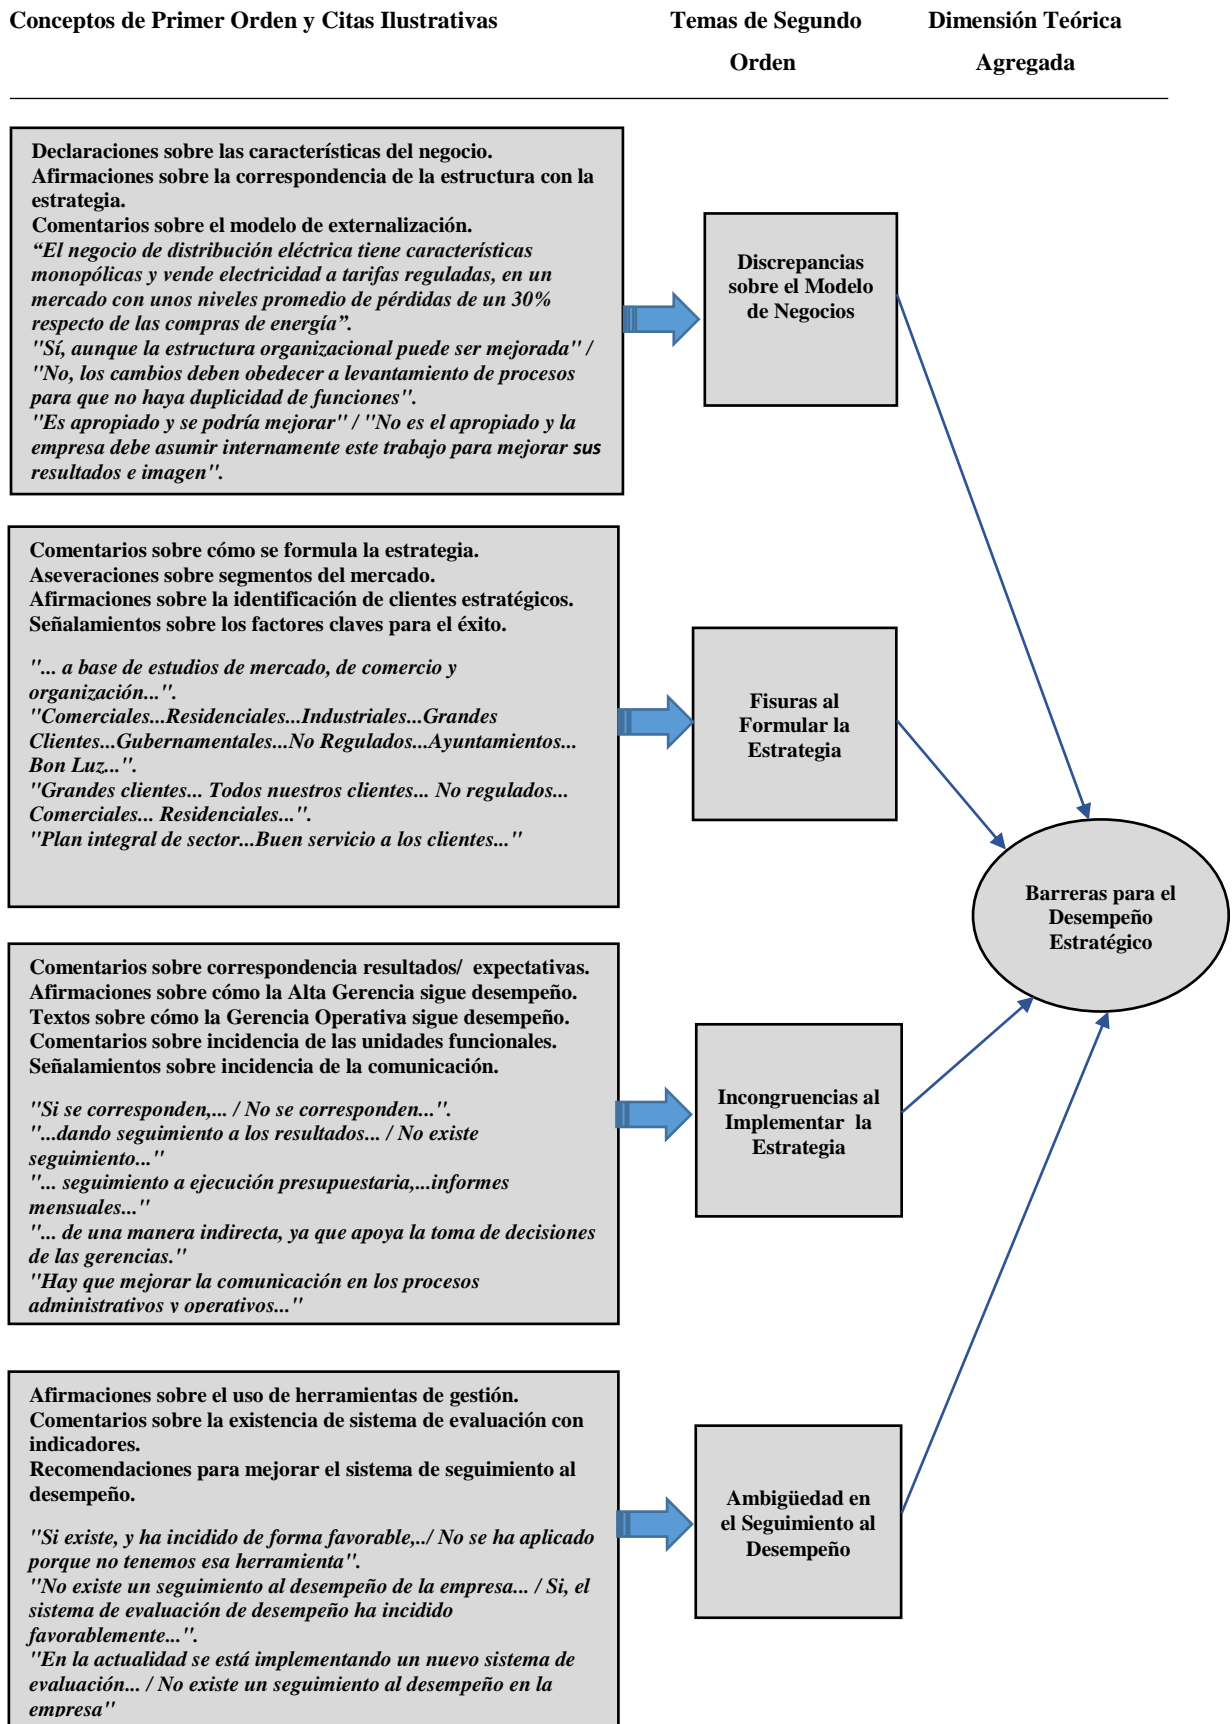 Conceptos de Primer Orden y Citas Ilustrativas
Temas de Segundo
Orden
Dimensión Teórica
Agregada
Declaraciones sobre las características del negocio.
Afirmaciones sobre la correspondencia de la estructura con la
estrategia.
Comentarios sobre el modelo de externalización.
“El negocio de distribución eléctrica tiene características
monopólicas y vende electricidad a tarifas reguladas, en un
mercado con unos niveles promedio de pérdidas de un 30%
respecto de las compras de energía”.
"Sí, aunque la estructura organizacional puede ser mejorada" /
"No, los cambios deben obedecer a levantamiento de procesos
para que no haya duplicidad de funciones".
"Es apropiado y se podría mejorar" / "No es el apropiado y la
empresa debe asumir internamente este trabajo para mejorar sus
resultados e imagen".
Discrepancias
sobre el Modelo
de Negocios
Comentarios sobre cómo se formula la estrategia.
Aseveraciones sobre segmentos del mercado.
Afirmaciones sobre la identificación de clientes estratégicos.
Señalamientos sobre los factores claves para el éxito.
"... a base de estudios de mercado, de comercio y
organización...".
"Comerciales...Residenciales...Industriales...Grandes
Clientes...Gubernamentales...No Regulados...Ayuntamientos...
Bon Luz...".
"Grandes clientes... Todos nuestros clientes... No regulados...
Comerciales... Residenciales...".
"Plan integral de sector...Buen servicio a los clientes..."
Fisuras al
Formular la
Estrategia
Barreras para el
Desempeño
Estratégico
Comentarios sobre correspondencia resultados/ expectativas.
Afirmaciones sobre cómo la Alta Gerencia sigue desempeño.
Textos sobre cómo la Gerencia Operativa sigue desempeño.
Comentarios sobre incidencia de las unidades funcionales.
Señalamientos sobre incidencia de la comunicación.
"Si se corresponden,... / No se corresponden...".
"...dando seguimiento a los resultados... / No existe
seguimiento..."
"... seguimiento a ejecución presupuestaria,...informes
mensuales..."
"... de una manera indirecta, ya que apoya la toma de decisiones
de las gerencias."
"Hay que mejorar la comunicación en los procesos
administrativos y operativos..."
Incongruencias al
Implementar la
Estrategia
Afirmaciones sobre el uso de herramientas de gestión.
Comentarios sobre la existencia de sistema de evaluación con
indicadores.
Recomendaciones para mejorar el sistema de seguimiento al
desempeño.
"Si existe, y ha incidido de forma favorable,../ No se ha aplicado
porque no tenemos esa herramienta".
"No existe un seguimiento al desempeño de la empresa... / Si, el
sistema de evaluación de desempeño ha incidido
favorablemente...".
"En la actualidad se está implementando un nuevo sistema de
evaluación... / No existe un seguimiento al desempeño en la
empresa"
Ambigüedad en
el Seguimiento al
Desempeño